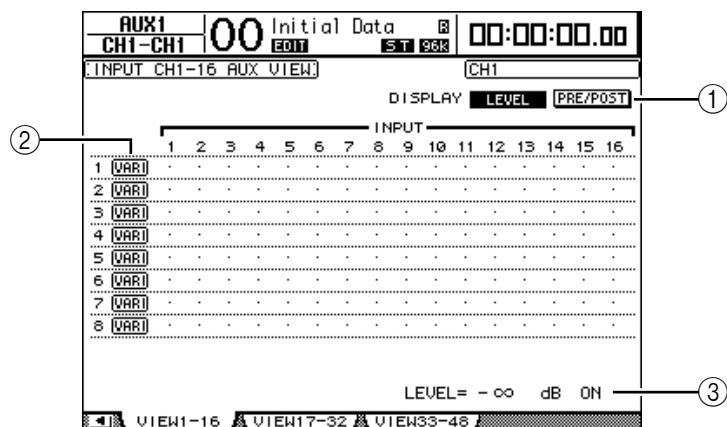 AUX1
CH1-CH1
00
Initial Data B
EDIT ST 96k
00:00:00.00
INPUT CH1-16 AUX VIEW
CH1
DISPLAY LEVEL PRE/POST
1
INPUT
2
1 2 3 4 5 6 7 8 9 10 11 12 13 14 15 16
1 VARI
2 VARI
3 VARI
4 VARI
5 VARI
6 VARI
7 VARI
8 VARI
LEVEL= -∞ dB ON
3
VIEW1-16 VIEW17-32 VIEW33-48